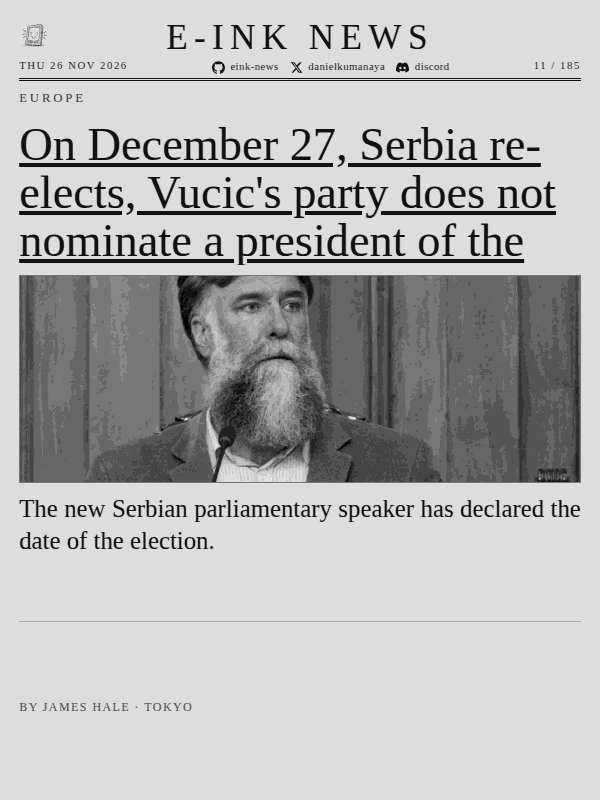 E-INK NEWS
THU 26 NOV 2026
eink-news danielkumanaya discord
11 / 185
EUROPE
On December 27, Serbia re-
elects, Vucic's party does not
nominate a president of the
The new Serbian parliamentary speaker has declared the
date of the election.
BY JAMES HALE · TOKYO